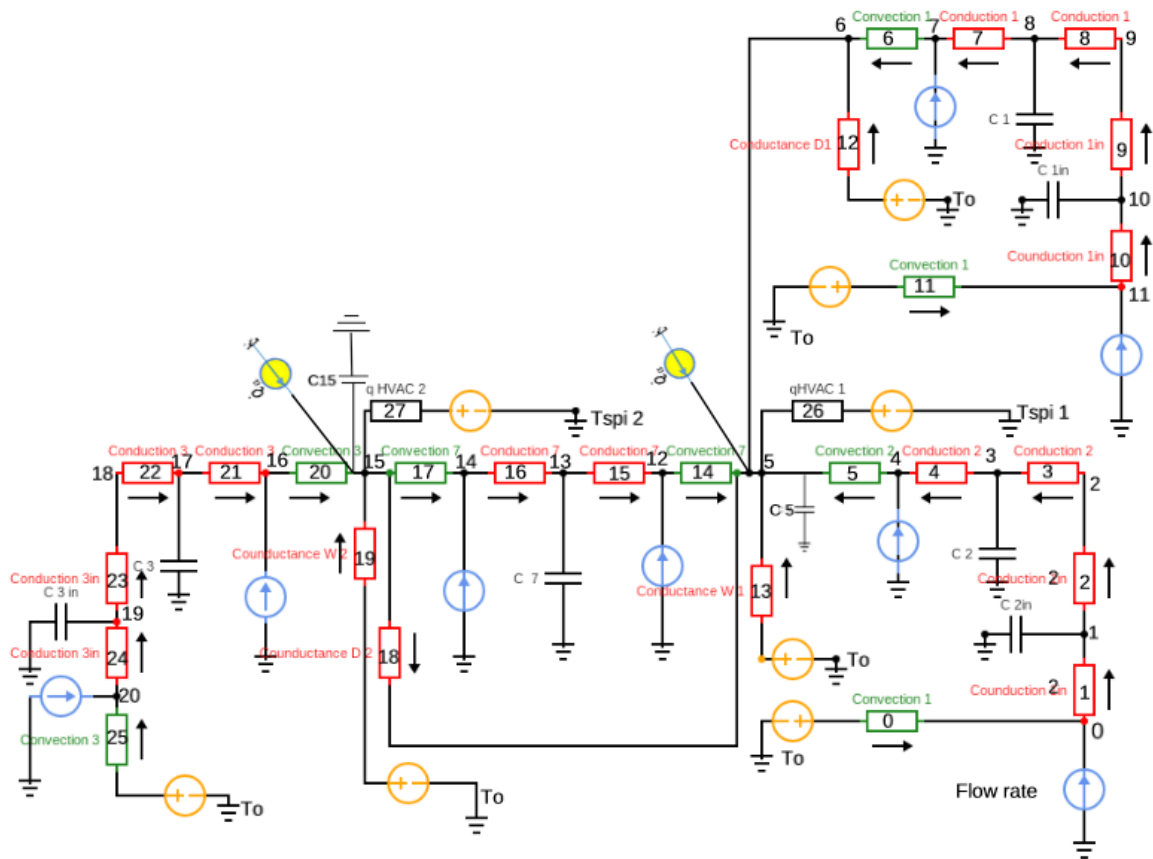 Convection 1
Conduction 1
Conduction 1
6
7
8
9
6
7
8
C 1
Conductance D1
12
Conduction 1in
9
C 1in
To
10
Counduction 1in
10
Convection 1
11
11
To
C15
q HVAC 2
27
Tspi 2
qHVAC 1
26
Tspi 1
Conduction 3
Conduction 3
Convection 3
Convection 7
Conduction 7
Conduction 7
Convection 7
Convection 2
Conduction 2
Conduction 2
18
22
17
21
16
20
15
17
14
16
13
15
12
14
5
5
4
4
3
3
2
C 5
C 3
Counductance W 2
19
C 7
C 2
Conduction 3in
23
C 3 in
19
Counductance W 1
13
2
2
C 2in
1
Conduction 3in
24
Counductance D 2
18
To
2
Counduction 2in
1
20
Convection 1
0
0
Convection 3
25
To
To
To
Flow rate